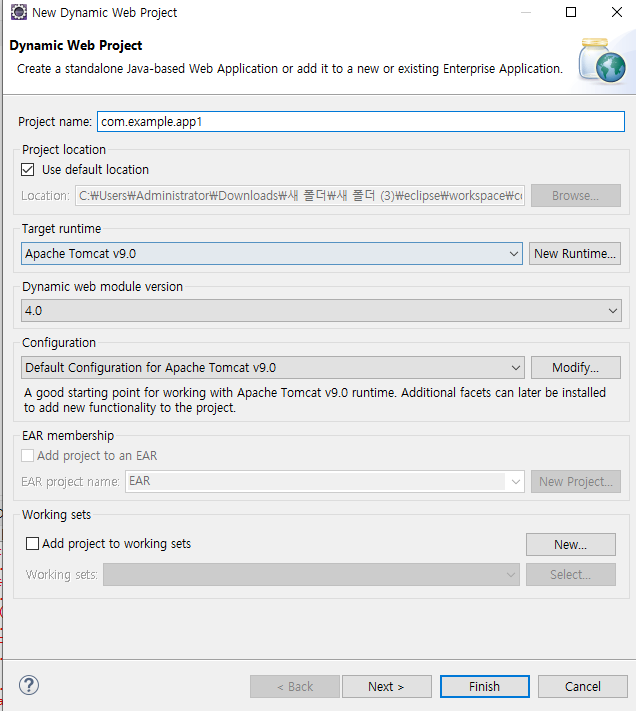 New Dynamic Web Project
Dynamic Web Project
Create a standalone Java-based Web Application or add it to a new or existing Enterprise Application.
Project name: com.example.app1
Project location
Use default location
Location: C:₩Users₩Administrator₩Downloads₩새 폴더₩새 폴더 (3)₩eclipse₩workspace₩co Browse...
Target runtime
Apache Tomcat v9.0 New Runtime...
Dynamic web module version
4.0
Configuration
Default Configuration for Apache Tomcat v9.0 Modify...
A good starting point for working with Apache Tomcat v9.0 runtime. Additional facets can later be installed
to add new functionality to the project.
EAR membership
Add project to an EAR
EAR project name: EAR New Project...
Working sets
Add project to working sets New...
Working sets: Select...
? < Back Next > Finish Cancel